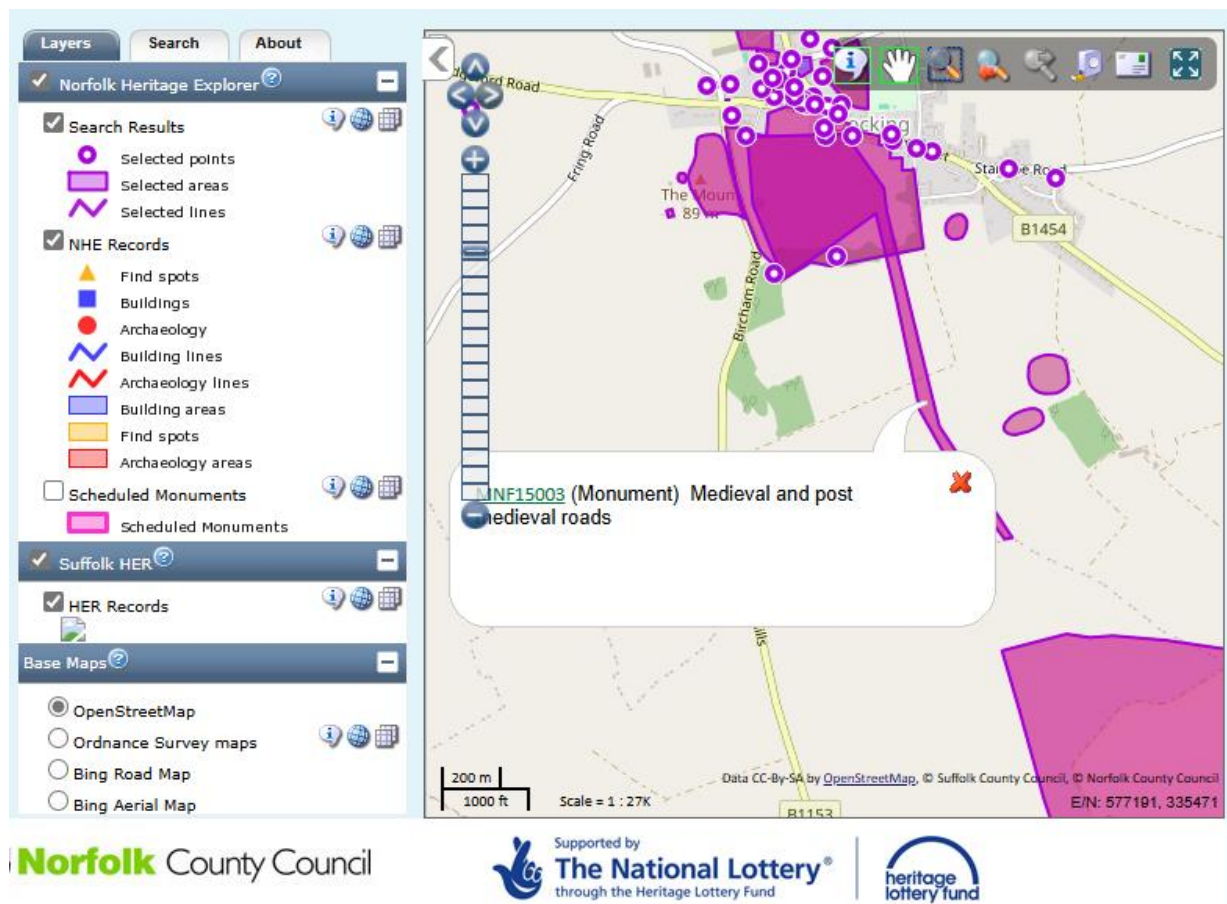 Layers Search About
Norfolk Heritage Explorer
Search Results
Selected points
Selected areas
Selected lines
NHE Records
Find spots
Buildings
Archaeology
Building lines
Archaeology lines
Building areas
Find spots
Archaeology areas
Scheduled Monuments
Scheduled Monuments
Suffolk HER
HER Records
Base Maps
OpenStreetMap
Ordnance Survey maps
Bing Road Map
Bing Aerial Map
Road
Fring Road
ocking
The Moun
89 m
Road
B1454
Bircham Road
MNF15003 (Monument) Medieval and post
medieval roads
ills
200 m
1000 ft
Scale = 1 : 27K
B1153
Data CC-By-SA by OpenStreetMap, © Suffolk County Council, © Norfolk County Council
E/N: 577191, 335471
Norfolk County Council
Supported by
The National Lottery®
through the Heritage Lottery Fund
heritage
lottery fund